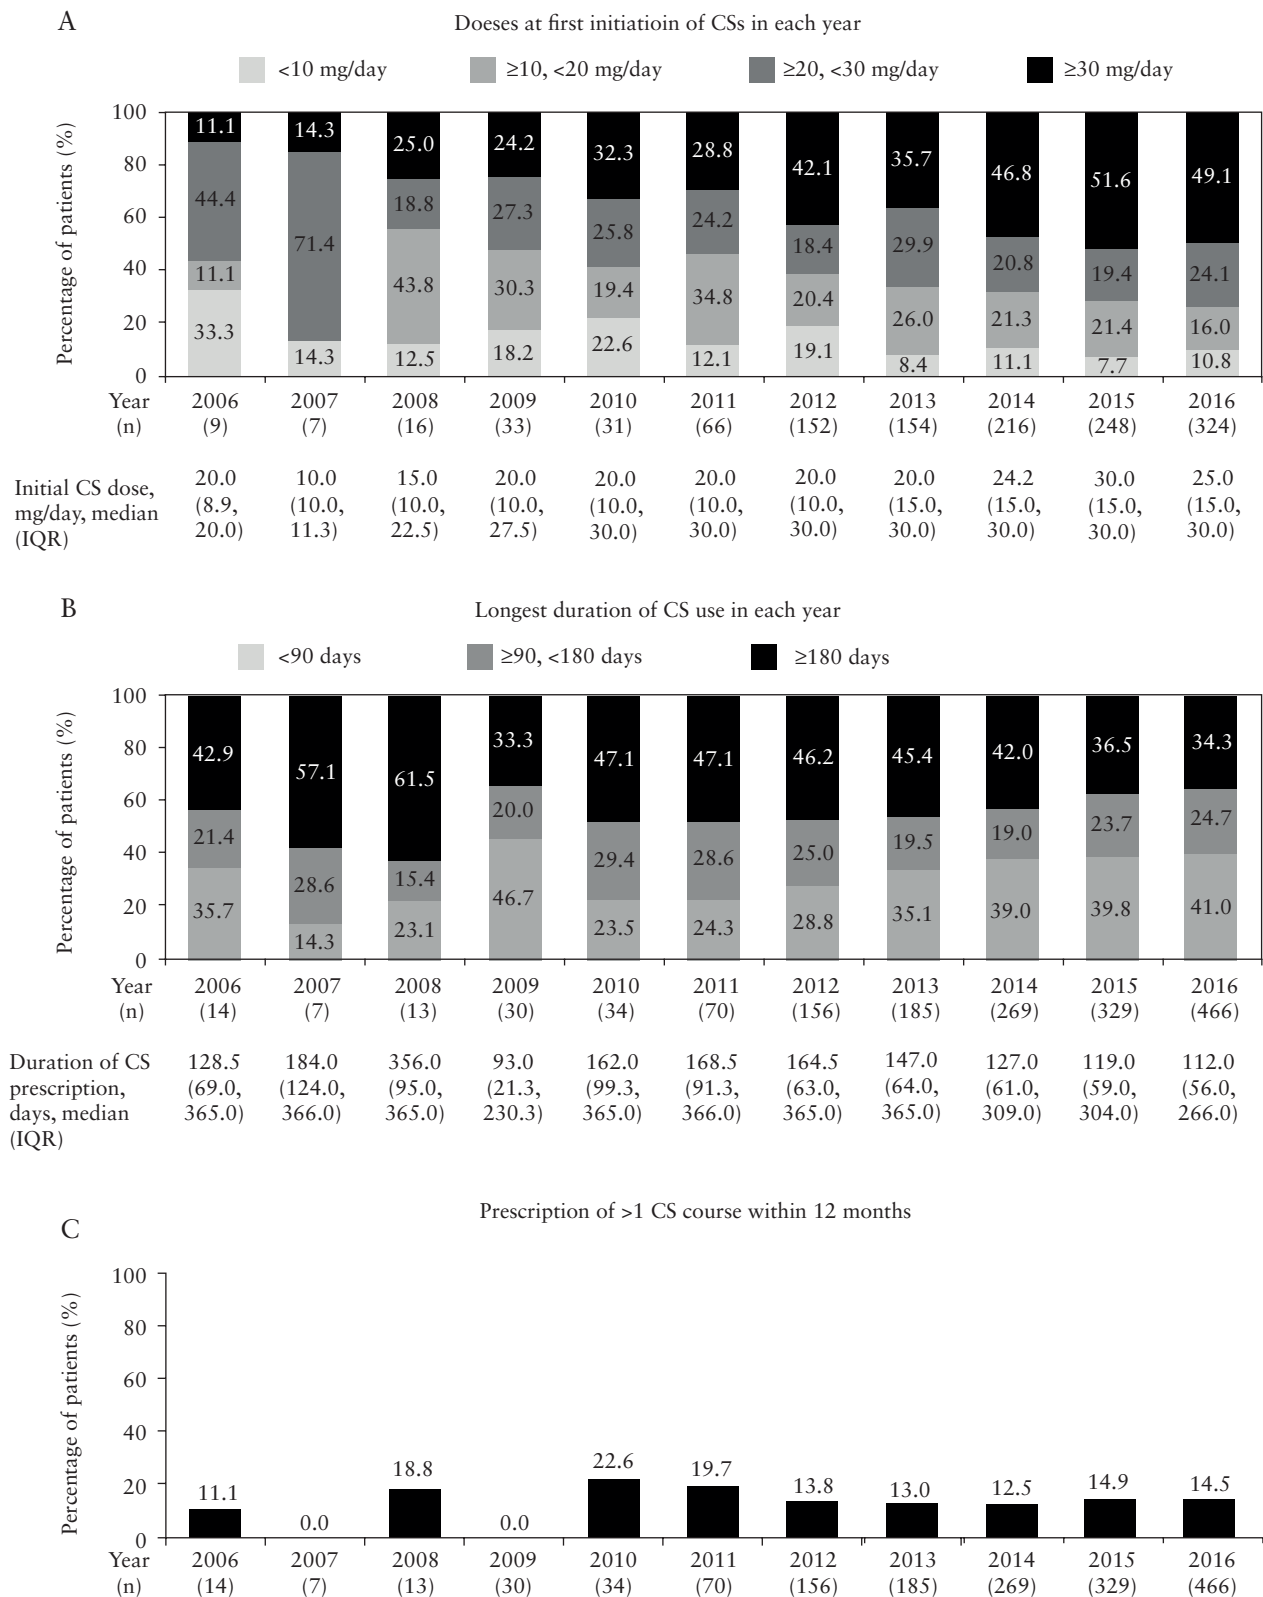 A
Doeses at first initiatioin of CSs in each year
<10 mg/day ≥10, <20 mg/day ≥20, <30 mg/day ≥30 mg/day
Percentage of patients (%)
100
80
60
40
20
0
11.1 14.3 25.0 24.2 32.3 28.8 42.1 35.7 46.8 51.6 49.1
44.4 71.4 18.8 27.3 25.8 24.2 18.4 29.9 20.8 19.4 24.1
11.1 43.8 30.3 19.4 34.8 20.4 26.0 21.3 21.4 16.0
33.3 14.3 12.5 18.2 22.6 12.1 19.1 8.4 11.1 7.7 10.8
Year 2006 2007 2008 2009 2010 2011 2012 2013 2014 2015 2016
(n) (9) (7) (16) (33) (31) (66) (152) (154) (216) (248) (324)
Initial CS dose, 20.0 10.0 15.0 20.0 20.0 20.0 20.0 20.0 24.2 30.0 25.0
mg/day, median (8.9, (10.0, (10.0, (10.0, (10.0, (10.0, (10.0, (15.0, (15.0, (15.0, (15.0,
(IQR) 20.0) 11.3) 22.5) 27.5) 30.0) 30.0) 30.0) 30.0) 30.0) 30.0) 30.0)
B
Longest duration of CS use in each year
<90 days ≥90, <180 days ≥180 days
Percentage of patients (%)
100
80
60
40
20
0
42.9 57.1 61.5 33.3 47.1 47.1 46.2 45.4 42.0 36.5 34.3
21.4 28.6 15.4 20.0 29.4 28.6 25.0 19.5 19.0 23.7 24.7
35.7 14.3 23.1 46.7 23.5 24.3 28.8 35.1 39.0 39.8 41.0
Year 2006 2007 2008 2009 2010 2011 2012 2013 2014 2015 2016
(n) (14) (7) (13) (30) (34) (70) (156) (185) (269) (329) (466)
Duration of CS 128.5 184.0 356.0 93.0 162.0 168.5 164.5 147.0 127.0 119.0 112.0
prescription, (69.0, (124.0, (95.0, (21.3, (99.3, (91.3, (63.0, (64.0, (61.0, (59.0, (56.0,
days, median 365.0) 366.0) 365.0) 230.3) 365.0) 366.0) 365.0) 365.0) 309.0) 304.0) 266.0)
(IQR)
C
Prescription of >1 CS course within 12 months
Percentage of patients (%)
100
80
60
40
20
0
11.1 0.0 18.8 0.0 22.6 19.7 13.8 13.0 12.5 14.9 14.5
Year 2006 2007 2008 2009 2010 2011 2012 2013 2014 2015 2016
(n) (14) (7) (13) (30) (34) (70) (156) (185) (269) (329) (466)